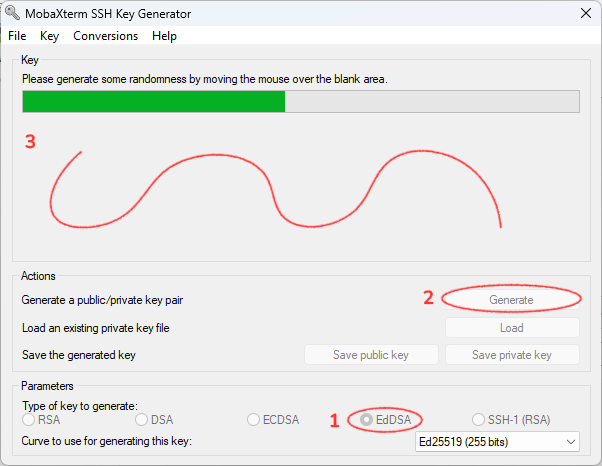 MobaXterm SSH Key Generator
File Key Conversions Help
Key
Please generate some randomness by moving the mouse over the blank area.
3
Actions
Generate a public/private key pair 2 Generate
Load an existing private key file Load
Save the generated key Save public key Save private key
Parameters
Type of key to generate:
RSA DSA ECDSA 1 EdDSA SSH-1 (RSA)
Curve to use for generating this key: Ed25519 (255 bits)